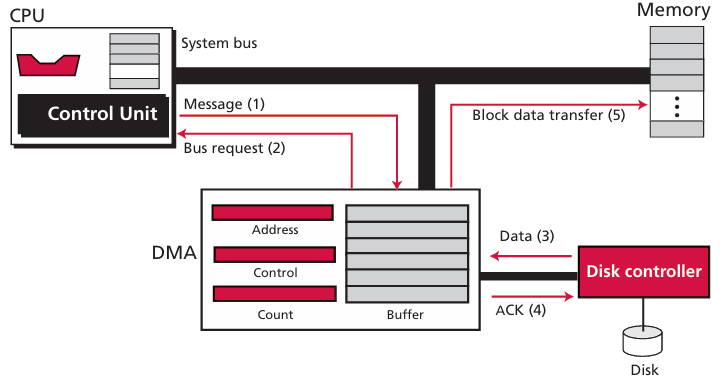 CPU
Memory
System bus
Control Unit
Message (1)
Bus request (2)
Block data transfer (5)
DMA
Address
Control
Count
Buffer
Data (3)
ACK (4)
Disk controller
Disk